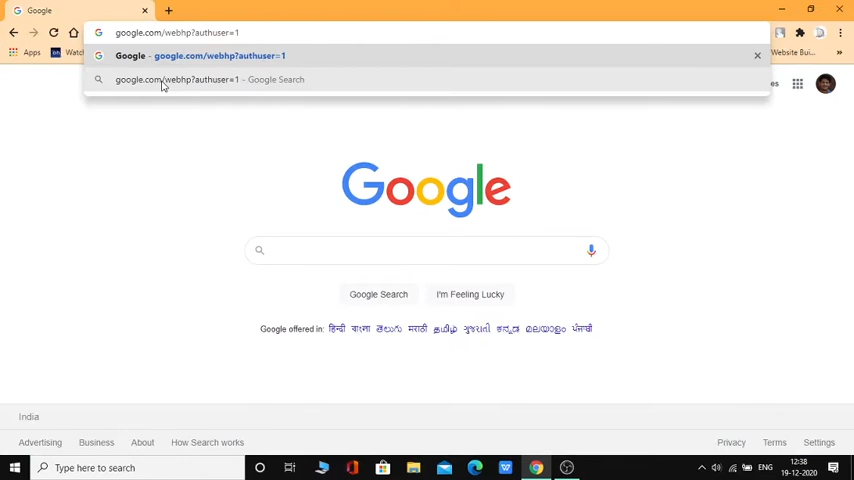 Google
google.com/webhp?authuser=1
Google - google.com/webhp?authuser=1
google.com/webhp?authuser=1 - Google Search
Apps
Google
Google Search
I'm Feeling Lucky
Google offered in: हिन्दी বাংলা తెలుగు मराठी தமிழ் ગુજરાતી ಕನ್ನಡ മലയാളം ਪੰਜਾਬੀ
India
Advertising Business About How Search works Privacy Terms Settings
Type here to search
ENG
12:38
19-12-2020